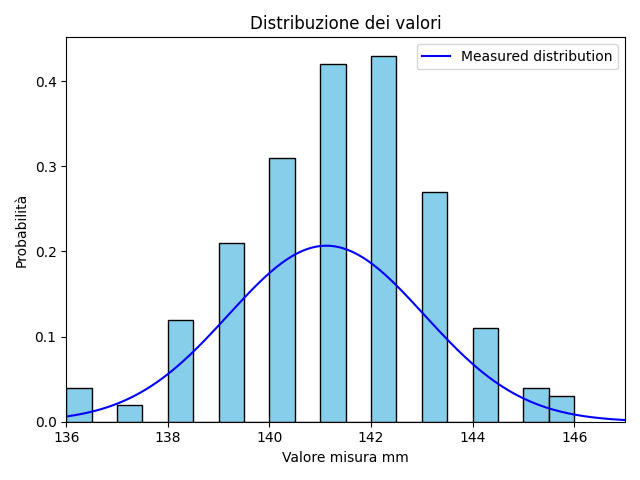 Distribuzione dei valori
Measured distribution
Probabilità
0.4
0.3
0.2
0.1
0.0
136 138 140 142 144 146
Valore misura mm